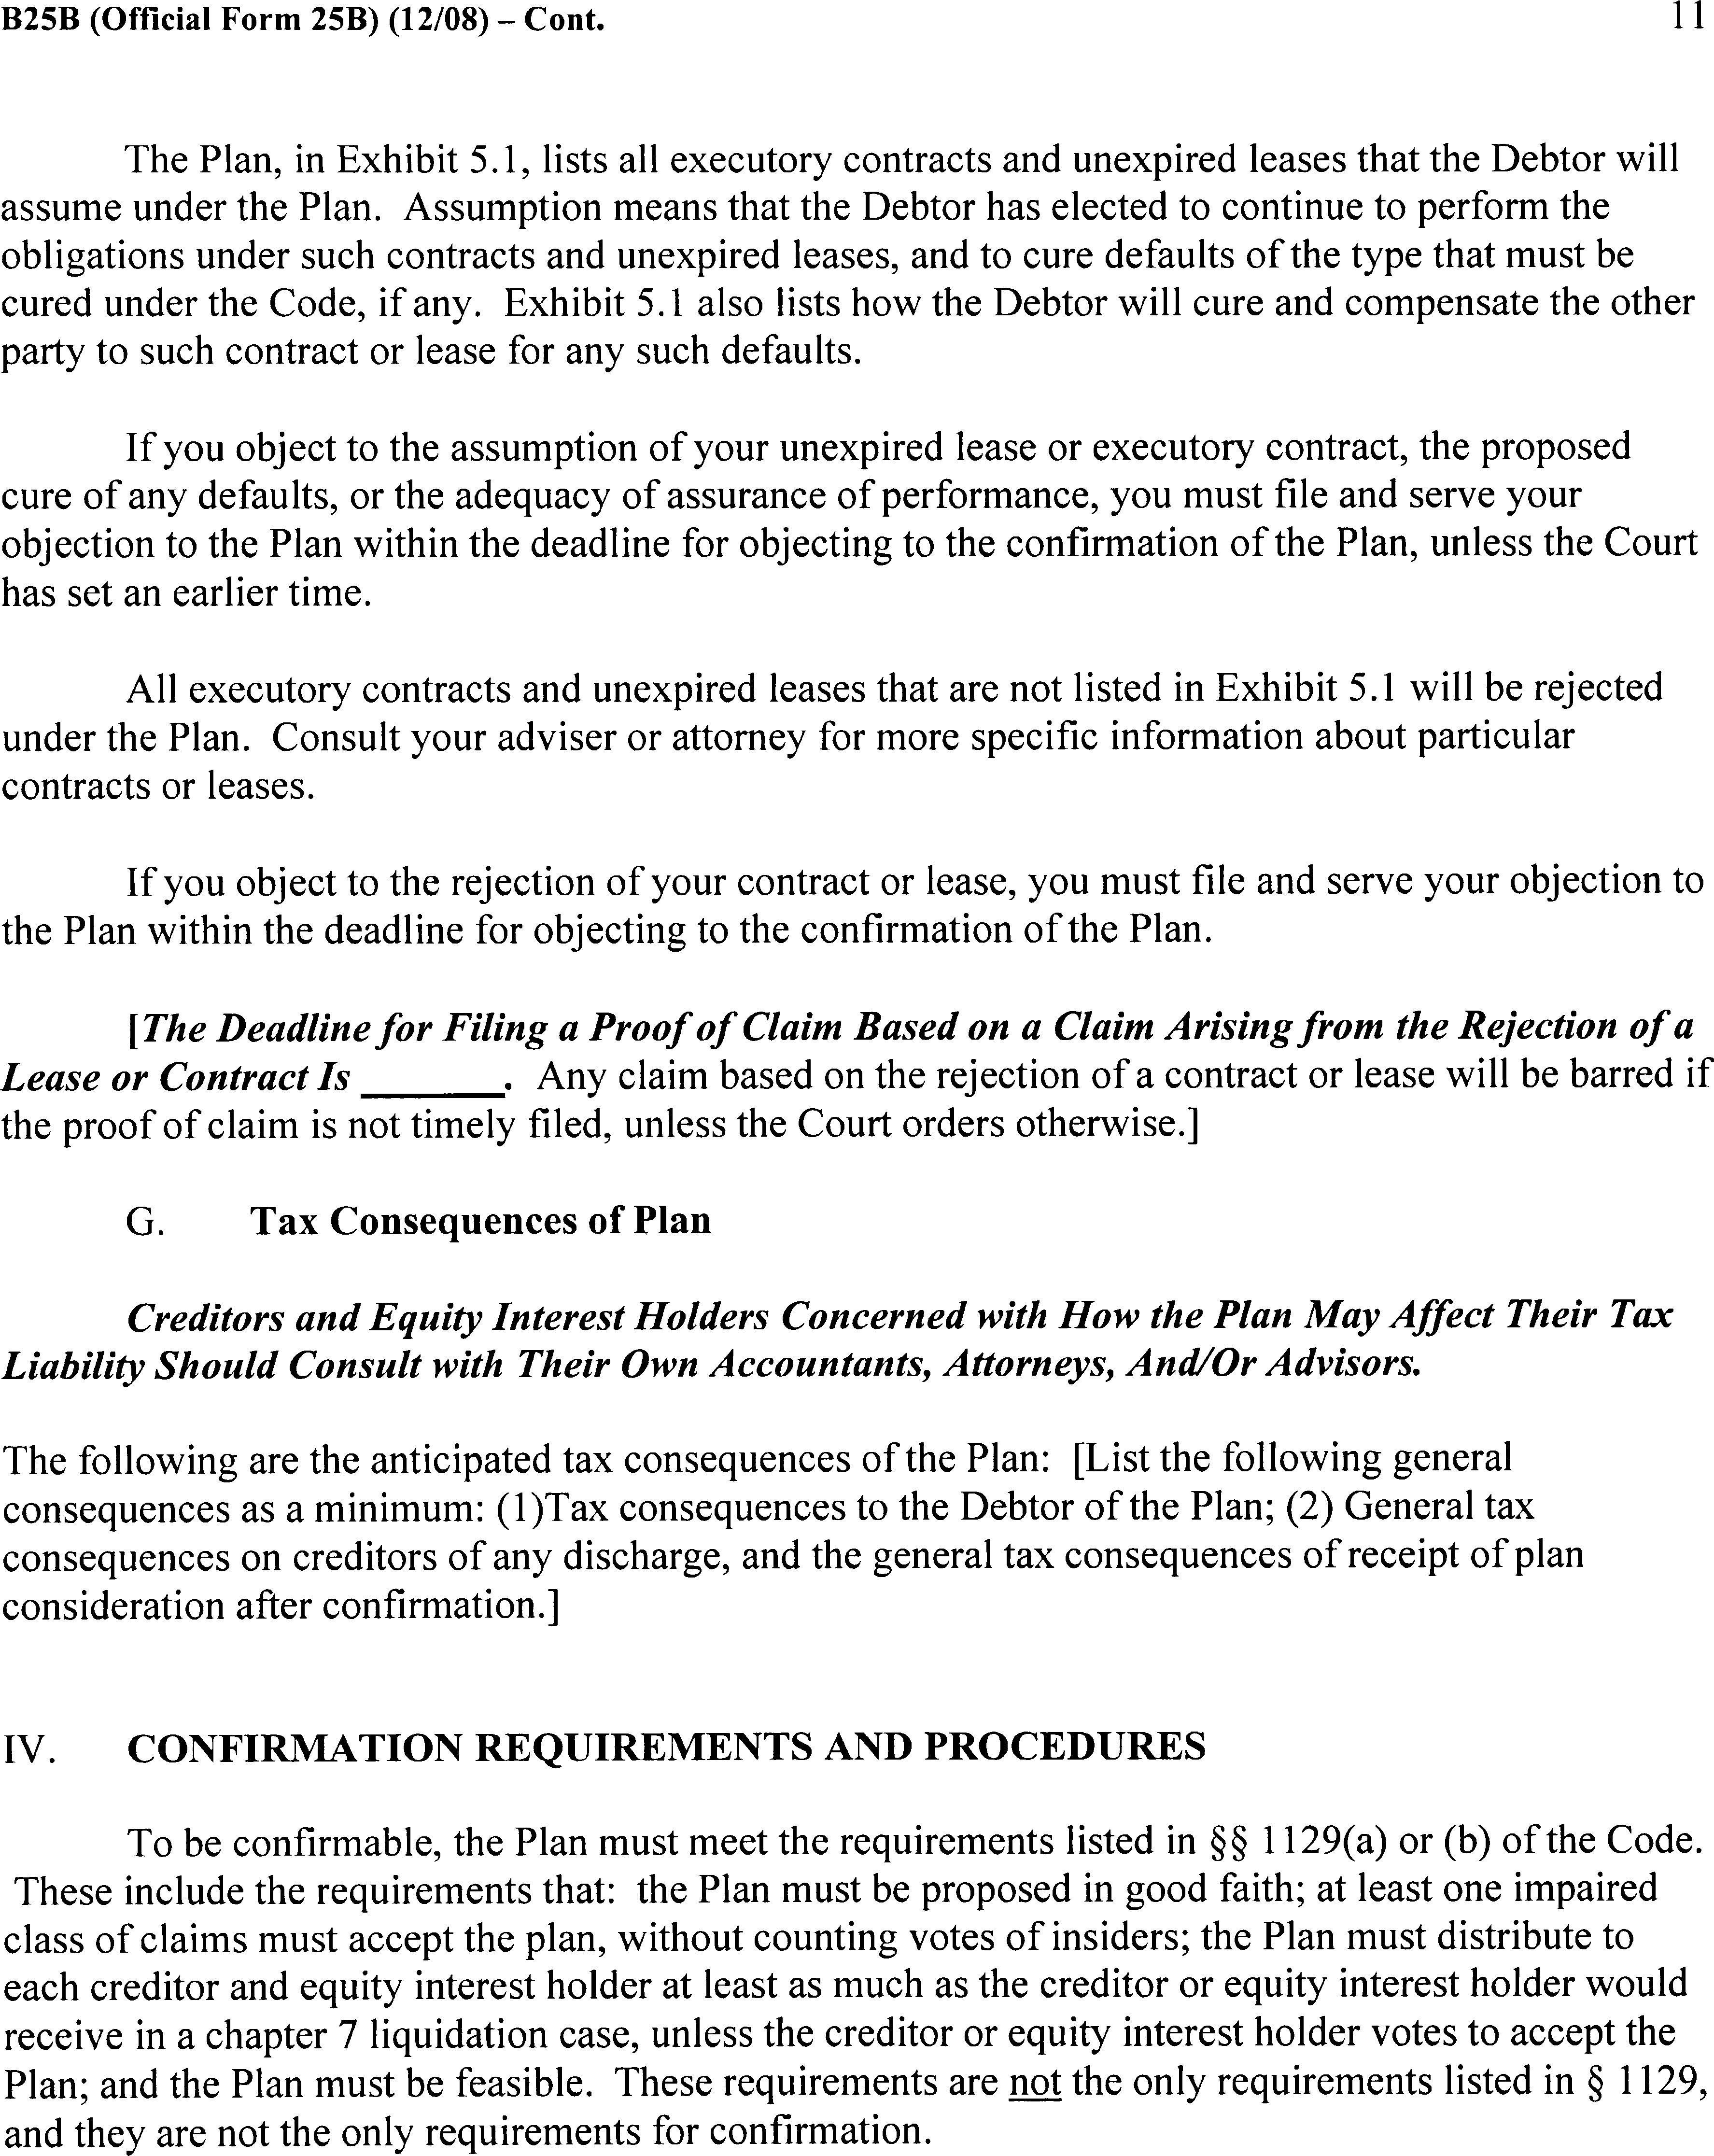 B25B (Official Form 25B) (12/08) – Cont. 11
The Plan, in Exhibit 5.1, lists all executory contracts and unexpired leases that the Debtor will
assume under the Plan. Assumption means that the Debtor has elected to continue to perform the
obligations under such contracts and unexpired leases, and to cure defaults of the type that must be
cured under the Code, if any. Exhibit 5.1 also lists how the Debtor will cure and compensate the other
party to such contract or lease for any such defaults.
If you object to the assumption of your unexpired lease or executory contract, the proposed
cure of any defaults, or the adequacy of assurance of performance, you must file and serve your
objection to the Plan within the deadline for objecting to the confirmation of the Plan, unless the Court
has set an earlier time.
All executory contracts and unexpired leases that are not listed in Exhibit 5.1 will be rejected
under the Plan. Consult your adviser or attorney for more specific information about particular
contracts or leases.
If you object to the rejection of your contract or lease, you must file and serve your objection to
the Plan within the deadline for objecting to the confirmation of the Plan.
[The Deadline for Filing a Proof of Claim Based on a Claim Arising from the Rejection of a
Lease or Contract Is ______. Any claim based on the rejection of a contract or lease will be barred if
the proof of claim is not timely filed, unless the Court orders otherwise.]
G. Tax Consequences of Plan
Creditors and Equity Interest Holders Concerned with How the Plan May Affect Their Tax
Liability Should Consult with Their Own Accountants, Attorneys, And/Or Advisors.
The following are the anticipated tax consequences of the Plan: [List the following general
consequences as a minimum: (1)Tax consequences to the Debtor of the Plan; (2) General tax
consequences on creditors of any discharge, and the general tax consequences of receipt of plan
consideration after confirmation.]
IV. CONFIRMATION REQUIREMENTS AND PROCEDURES
To be confirmable, the Plan must meet the requirements listed in §§ 1129(a) or (b) of the Code.
These include the requirements that: the Plan must be proposed in good faith; at least one impaired
class of claims must accept the plan, without counting votes of insiders; the Plan must distribute to
each creditor and equity interest holder at least as much as the creditor or equity interest holder would
receive in a chapter 7 liquidation case, unless the creditor or equity interest holder votes to accept the
Plan; and the Plan must be feasible. These requirements are not the only requirements listed in § 1129,
and they are not the only requirements for confirmation.